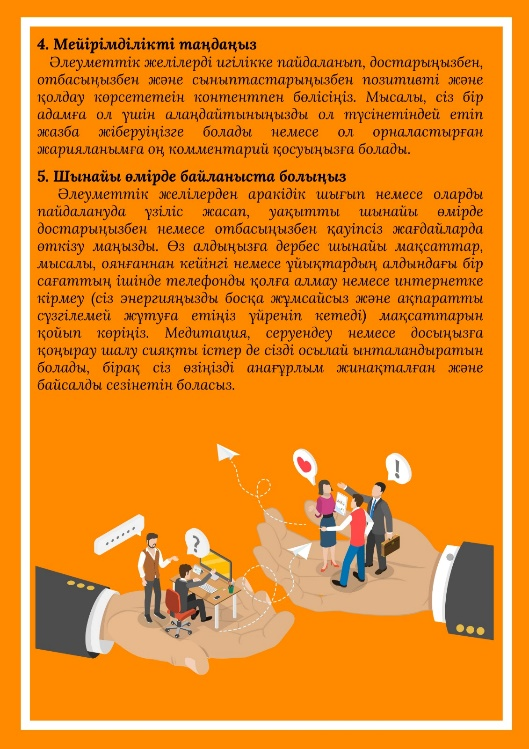 4. Мейірімділікті таңдаңыз
Әлеуметтік желілерді игілікке пайдаланып, достарыңызбен,
отбасыңызбен және сыныптастарыңызбен позитивті және
қолдау көрсететеін контентпен бөлісіңіз. Мысалы, сіз бір
адамға ол үшін алаңдайтыныңызды ол түсінетіндей етіп
жазба жіберуіңізге болады немесе ол орналастырған
жарияланымға оң комментарий қосуыңызға болады.
5. Шынайы өмірде байланыста болыңыз
Әлеуметтік желілерден аракідік шығып немесе оларды
пайдалануда үзіліс жасап, уақытты шынайы өмірде
достарыңызбен немесе отбасыңызбен қауіпсіз жағдайларда
өткізу маңызды. Өз алдыңызға дербес шынайы мақсаттар,
мысалы, оянғаннан кейінгі немесе ұйықтардың алдындағы бір
сағаттың ішінде телефонды қолға алмау немесе интернетке
кірмеу (сіз энергияңызды босқа жұмсайсыз және ақпаратты
сүзгілемей жұтуға етіңіз үйреніп кетеді) мақсаттарын
қойып көріңіз. Медитация, серуендеу немесе досыңызға
қоңырау шалу сияқты істер де сізді осылай ынталандыратын
болады, бірақ сіз өзіңізді анағұрлым жинақталған және
байсалды сезінетін боласыз.